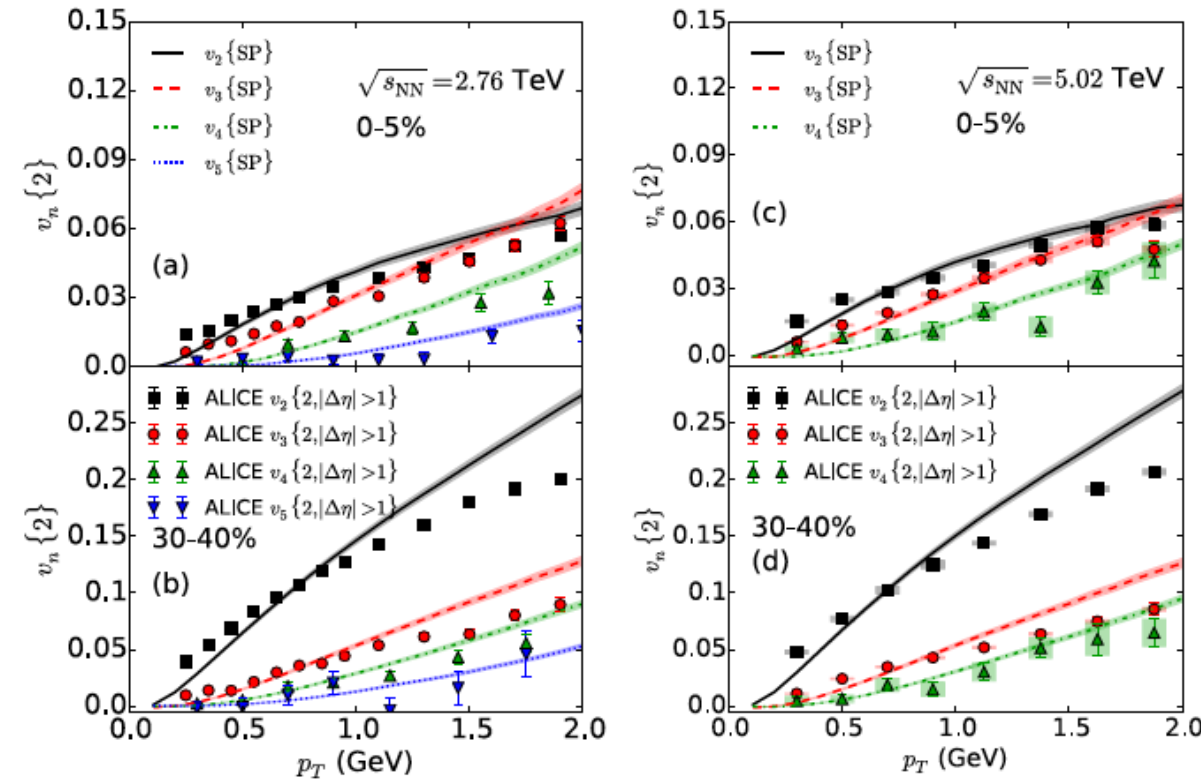 0.15
0.12
0.09
0.06
0.03
0.0
v_n{2}
v_2{SP}
v_3{SP}
v_4{SP}
v_5{SP}
√s_NN=2.76 TeV
0–5%
(a)
0.15
0.12
0.09
0.06
0.03
0.0
v_n{2}
v_2{SP}
v_3{SP}
v_4{SP}
√s_NN=5.02 TeV
0–5%
(c)
0.25
0.2
0.15
0.1
0.05
0.00
v_n{2}
ALICE v_2{2,|Δη|>1}
ALICE v_3{2,|Δη|>1}
ALICE v_4{2,|Δη|>1}
ALICE v_5{2,|Δη|>1}
30–40%
(b)
0.0 0.5 1.0 1.5 2.0
p_T (GeV)
0.25
0.20
0.15
0.10
0.05
0.00
v_n{2}
ALICE v_2{2,|Δη|>1}
ALICE v_3{2,|Δη|>1}
ALICE v_4{2,|Δη|>1}
30–40%
(d)
0.0 0.5 1.0 1.5 2.0
p_T (GeV)